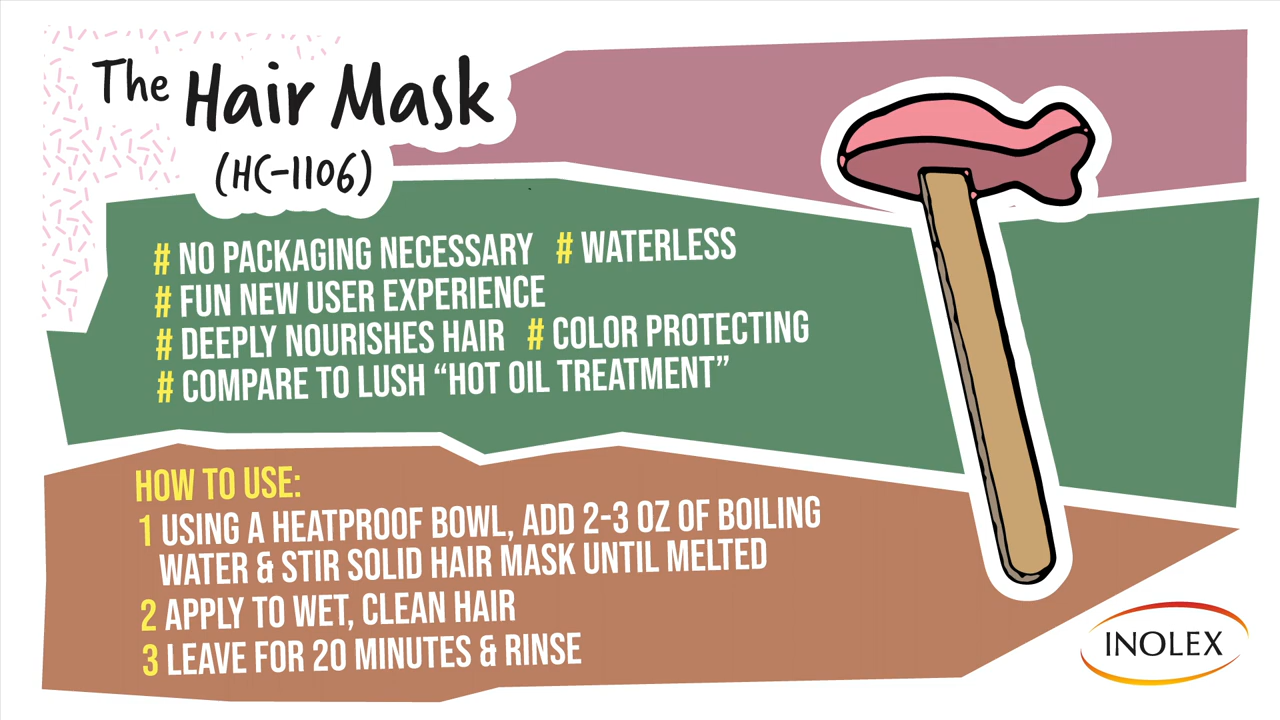 The Hair Mask
(HC-1106)
# NO PACKAGING NECESSARY # WATERLESS
# FUN NEW USER EXPERIENCE
# DEEPLY NOURISHES HAIR # COLOR PROTECTING
# COMPARE TO LUSH “HOT OIL TREATMENT”
HOW TO USE:
1 USING A HEATPROOF BOWL, ADD 2-3 OZ OF BOILING
WATER & STIR SOLID HAIR MASK UNTIL MELTED
2 APPLY TO WET, CLEAN HAIR
3 LEAVE FOR 20 MINUTES & RINSE
INOLEX